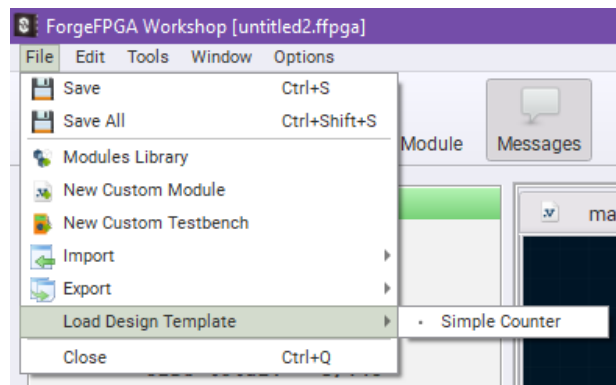 ForgeFPGA Workshop [untitled2.ffpga]
File Edit Tools Window Options
Save Ctrl+S
Save All Ctrl+Shift+S
Module Messages
Modules Library
New Custom Module
New Custom Testbench
Import
Export
Load Design Template
Simple Counter
Close Ctrl+Q